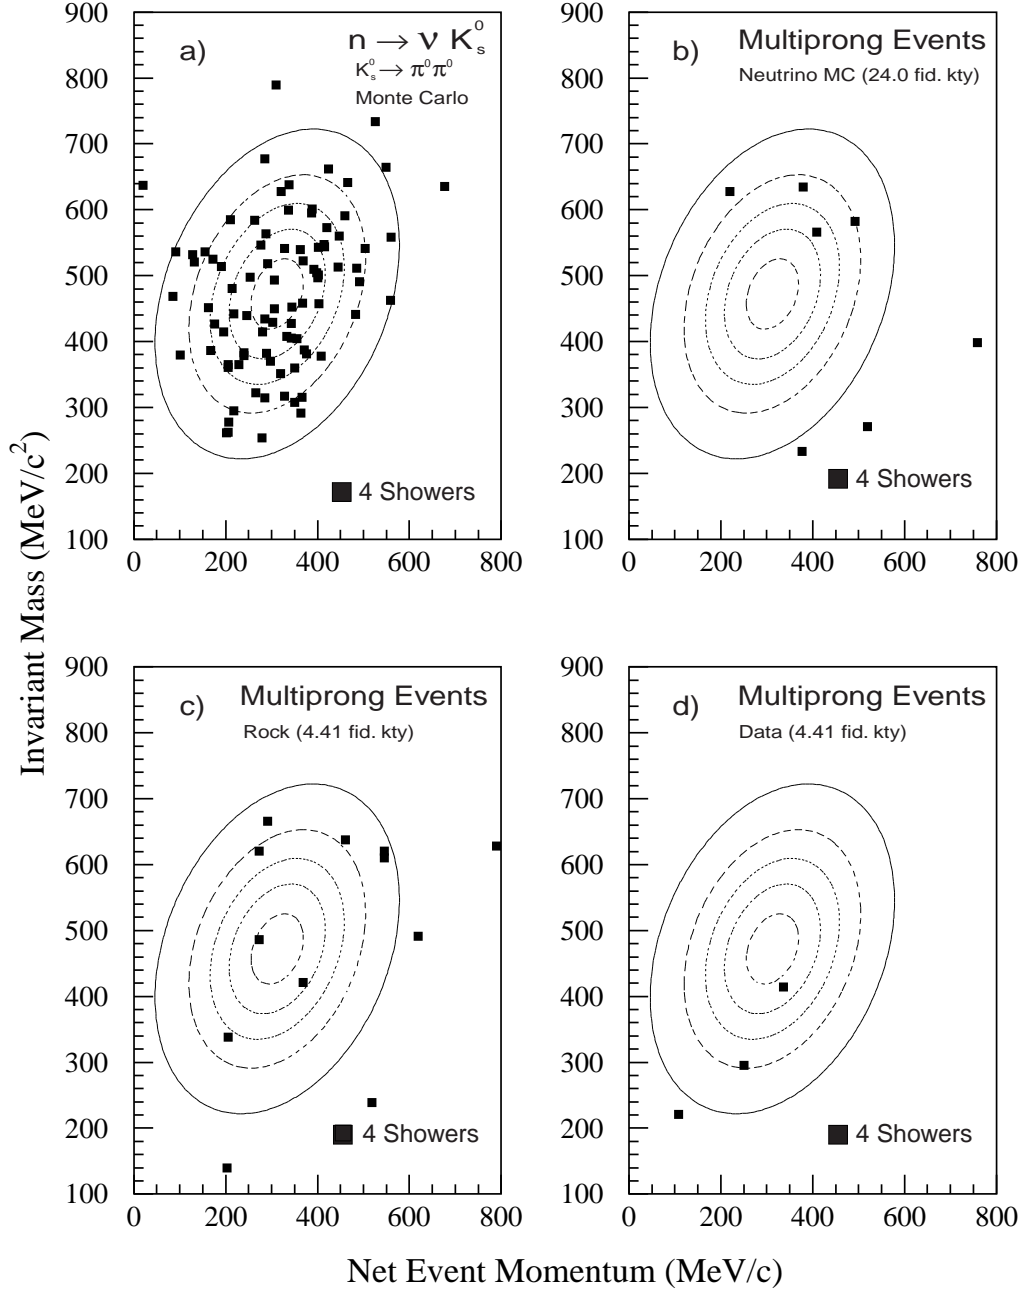 Invariant Mass (MeV/c²)
900
800
700
600
500
400
300
200
100
0 200 400 600 800
a)
n → ν K⁰ₛ
K⁰ₛ → π⁰π⁰
Monte Carlo
4 Showers
900
800
700
600
500
400
300
200
100
0 200 400 600 800
b)
Multiprong Events
Neutrino MC (24.0 fid. kty)
4 Showers
900
800
700
600
500
400
300
200
100
0 200 400 600 800
c)
Multiprong Events
Rock (4.41 fid. kty)
4 Showers
900
800
700
600
500
400
300
200
100
0 200 400 600 800
d)
Multiprong Events
Data (4.41 fid. kty)
4 Showers
Net Event Momentum (MeV/c)